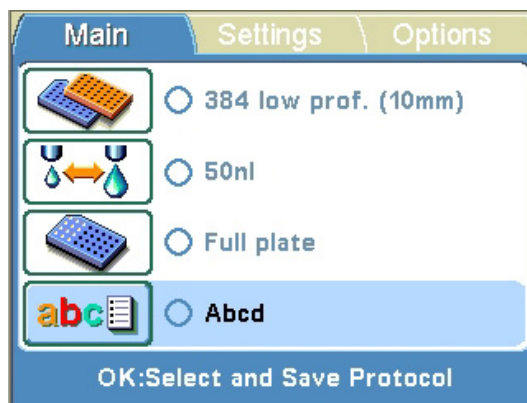 Main Settings Options
384 low prof. (10mm)
50nl
Full plate
abc Abcd
OK:Select and Save Protocol